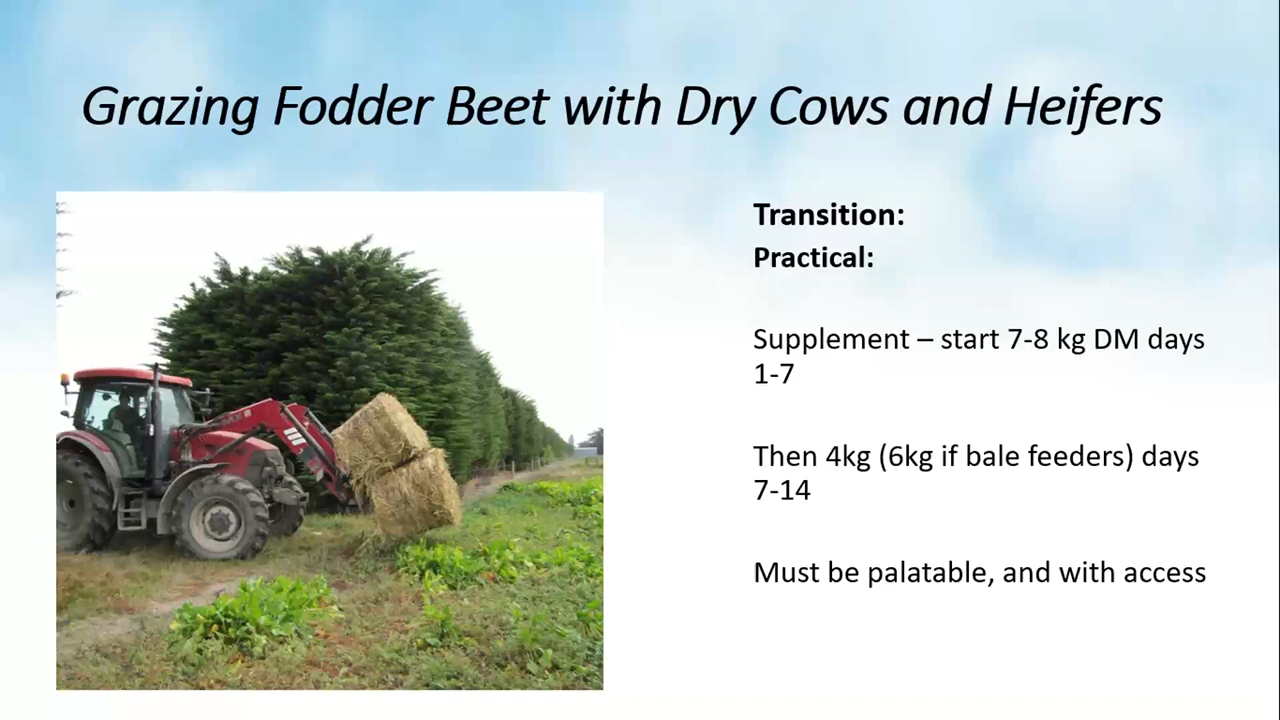 Grazing Fodder Beet with Dry Cows and Heifers
Transition:
Practical:
Supplement – start 7-8 kg DM days
1-7
Then 4kg (6kg if bale feeders) days
7-14
Must be palatable, and with access